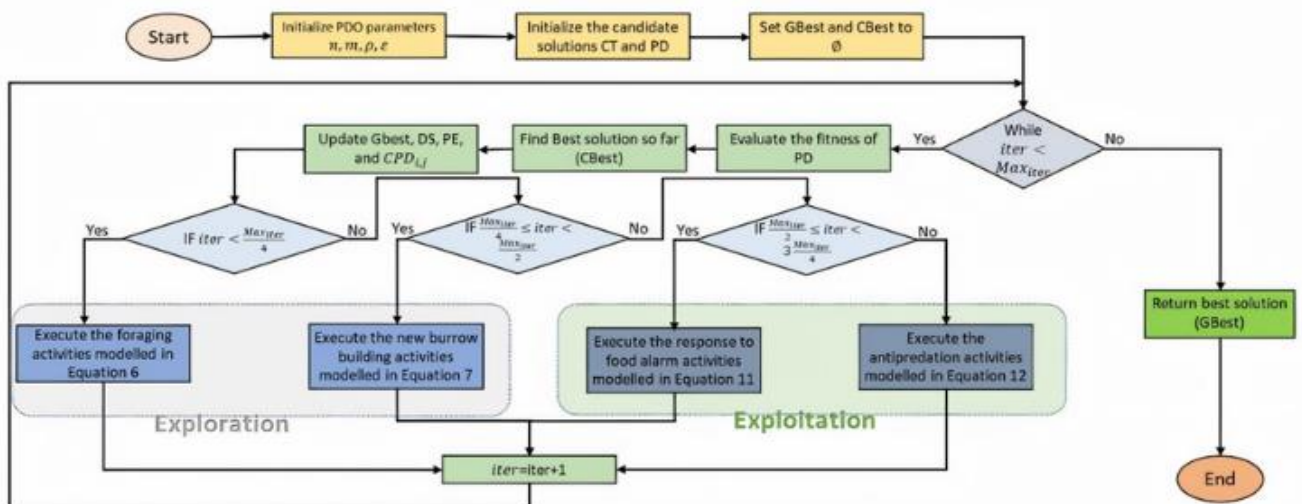 Start
Initialize PDO parameters
n, m, ρ, ε
Initialize the candidate
solutions CT and PD
Set GBest and CBest to
∅
While
iter <
Max_iter
Yes
No
Evaluate the fitness of
PD
Find Best solution so far
(CBest)
Update Gbest, DS, PE,
and CPD_i,j
Yes
IF iter < Max_iter/4
No
Yes
IF Max_iter/4 ≤ iter <
Max_iter/2
No
Yes
IF Max_iter/2 ≤ iter <
3 Max_iter/4
No
Execute the foraging
activities modelled in
Equation 6
Execute the new burrow
building activities
modelled in Equation 7
Execute the response to
food alarm activities
modelled in Equation 11
Execute the
antipredation activities
modelled in Equation 12
Return best solution
(GBest)
Exploration
Exploitation
iter=iter+1
End